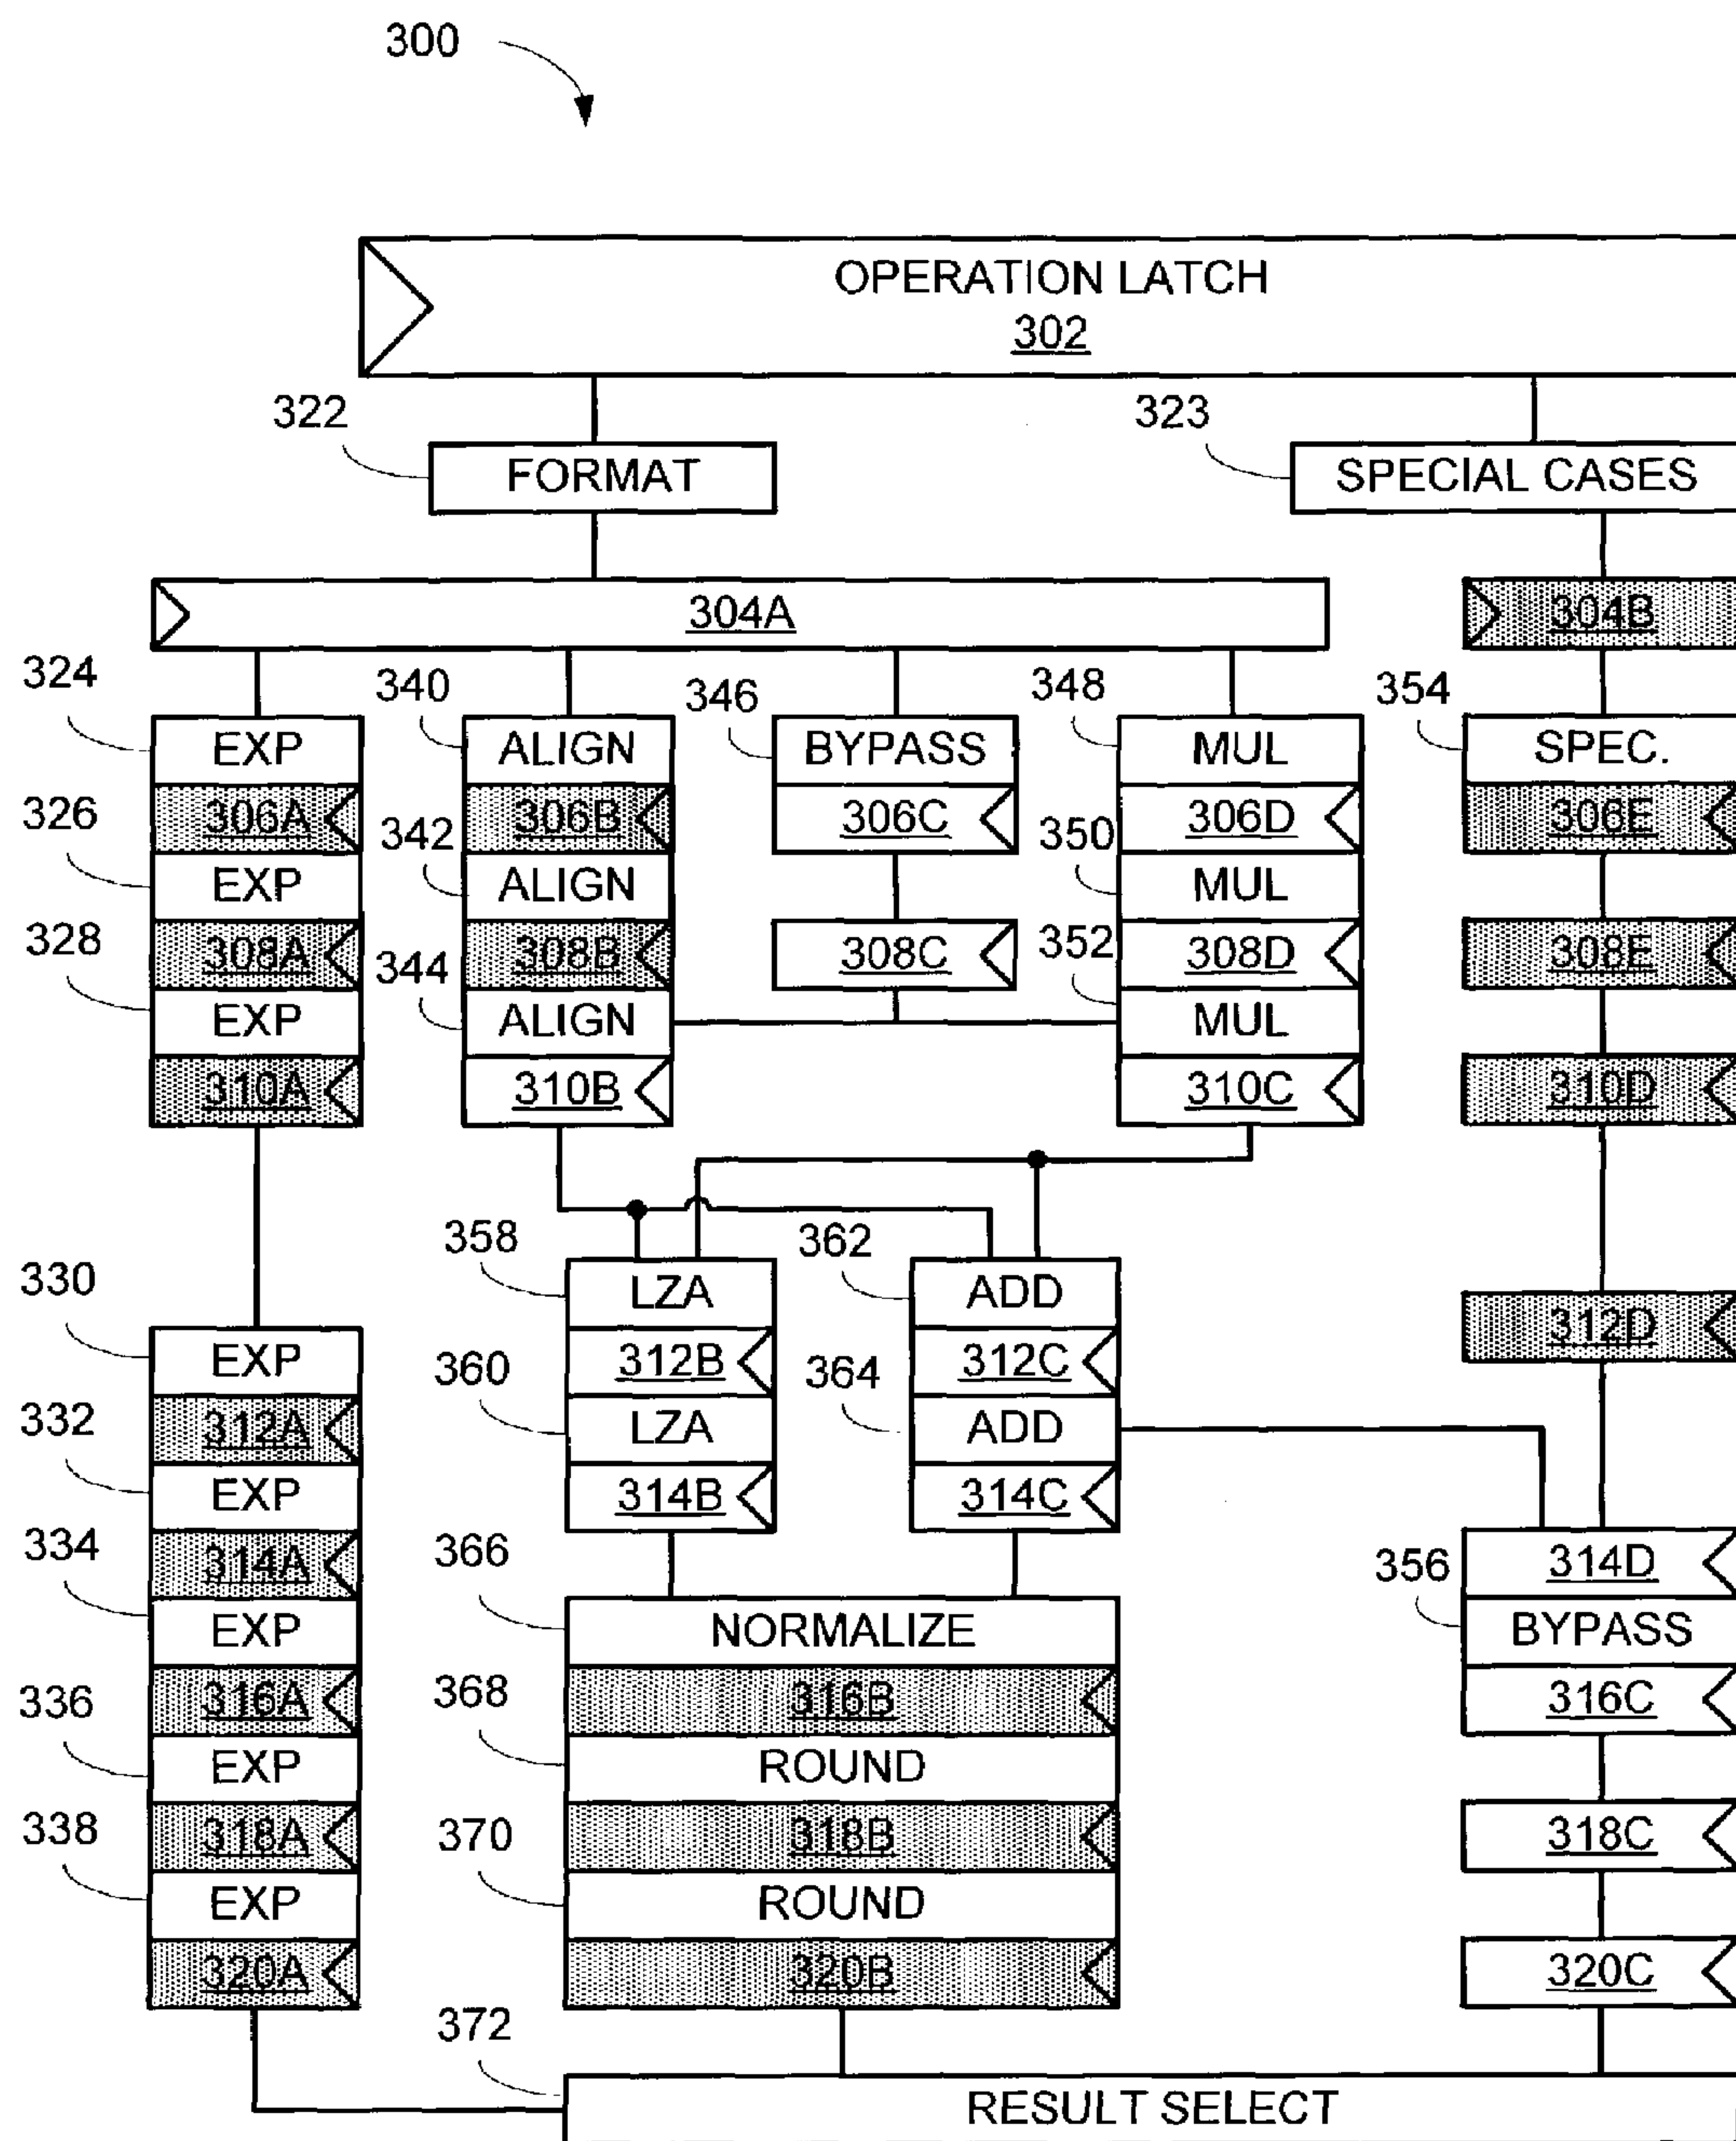 300
OPERATION LATCH
302
322
323
FORMAT
SPECIAL CASES
304A
304B
324
340
346
348
354
EXP
ALIGN
BYPASS
MUL
SPEC.
326
306A
306B
306C
306D
306E
342
350
EXP
ALIGN
MUL
328
308A
308B
308C
308D
308E
344
352
EXP
ALIGN
MUL
310A
310B
310C
310D
358
362
330
LZA
ADD
312D
EXP
312B
312C
360
364
332
312A
LZA
ADD
EXP
314B
314C
334
314A
366
356
314D
EXP
NORMALIZE
BYPASS
336
316A
368
316B
316C
EXP
ROUND
338
318A
370
318B
318C
EXP
ROUND
320A
320B
320C
372
RESULT SELECT